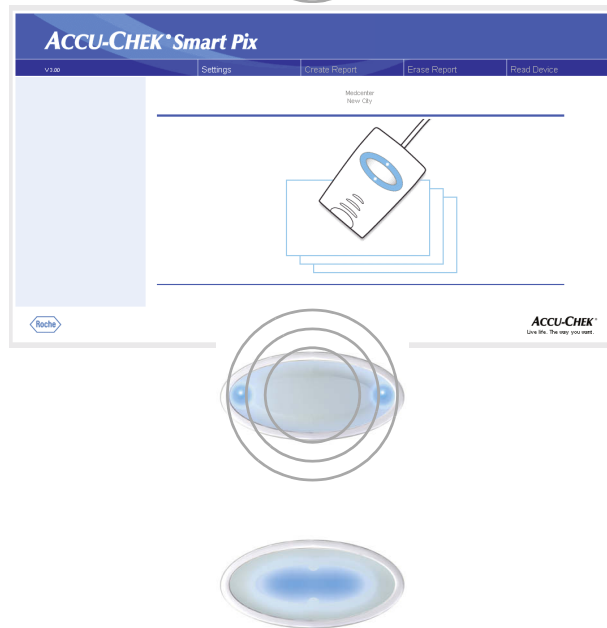 ACCU-CHEK® Smart Pix
V3.00 Settings Create Report Erase Report Read Device
Medcenter
New City
Roche
ACCU-CHEK®
Live life. The way you want.